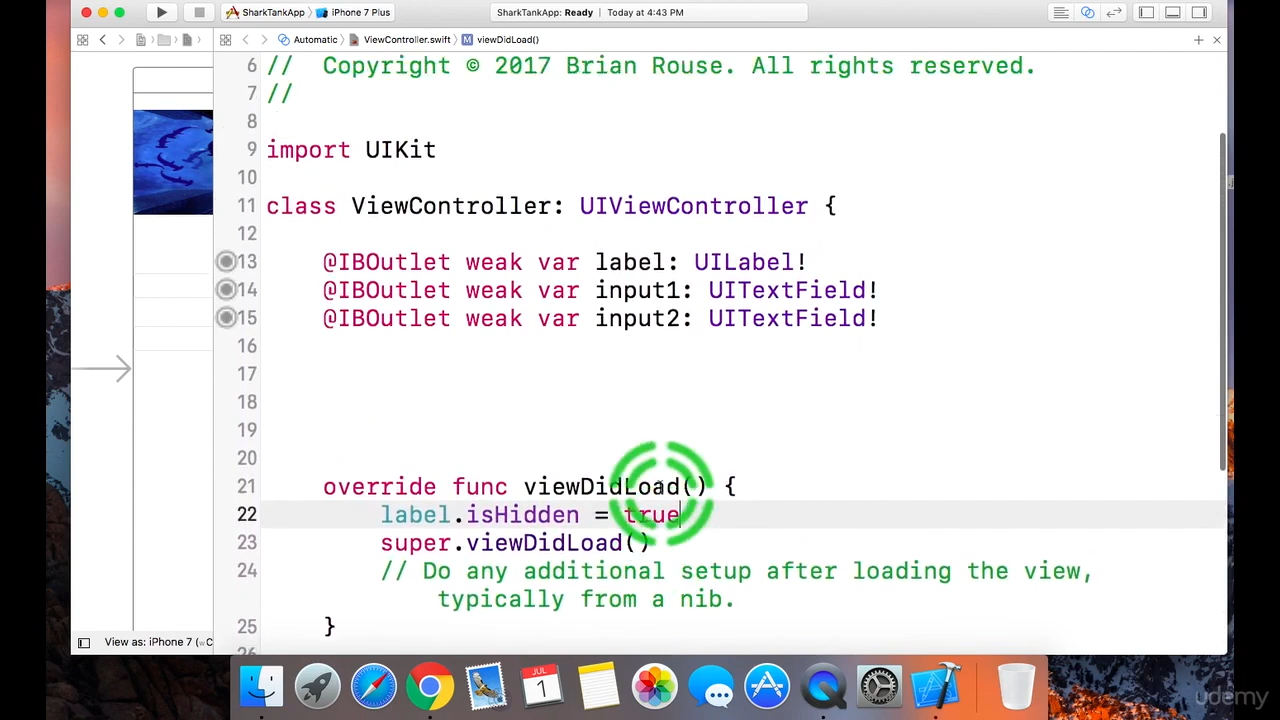 SharkTankApp
iPhone 7 Plus
SharkTankApp: Ready | Today at 4:43 PM
Automatic
ViewController.swift
M
viewDidLoad()
6 // Copyright © 2017 Brian Rouse. All rights reserved.
7 //
8
9 import UIKit
10
11 class ViewController: UIViewController {
12
13 @IBOutlet weak var label: UILabel!
14 @IBOutlet weak var input1: UITextField!
15 @IBOutlet weak var input2: UITextField!
16
17
18
19
20
21 override func viewDidLoad() {
22 label.isHidden = true
23 super.viewDidLoad()
24 // Do any additional setup after loading the view,
typically from a nib.
25 }
View as: iPhone 7 (wC
JUL
1
udemy